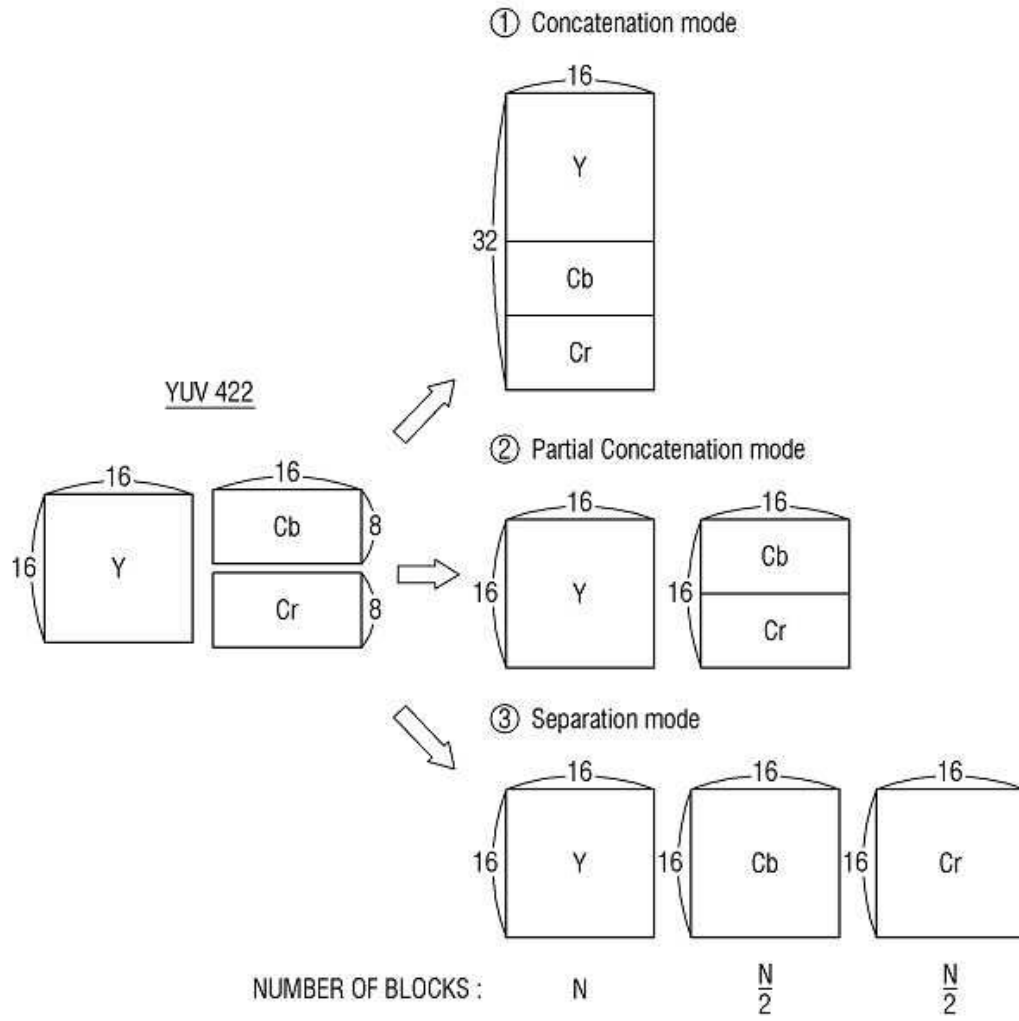 ① Concatenation mode
16
Y
32
Cb
Cr
YUV 422
16
16
Y
16
Cb
8
Cr
8
② Partial Concatenation mode
16
16
Y
16
16
Cb
Cr
③ Separation mode
16
16
Y
16
16
Cb
16
16
Cr
NUMBER OF BLOCKS : N N/2 N/2